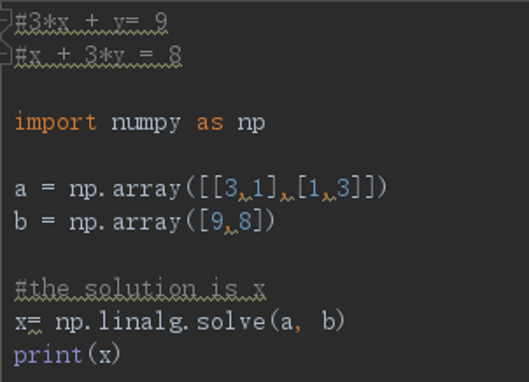 #3*x + y= 9
#x + 3*y = 8
import numpy as np
a = np.array([[3,1],[1,3]])
b = np.array([9,8])
#the solution is x
x= np.linalg.solve(a, b)
print(x)